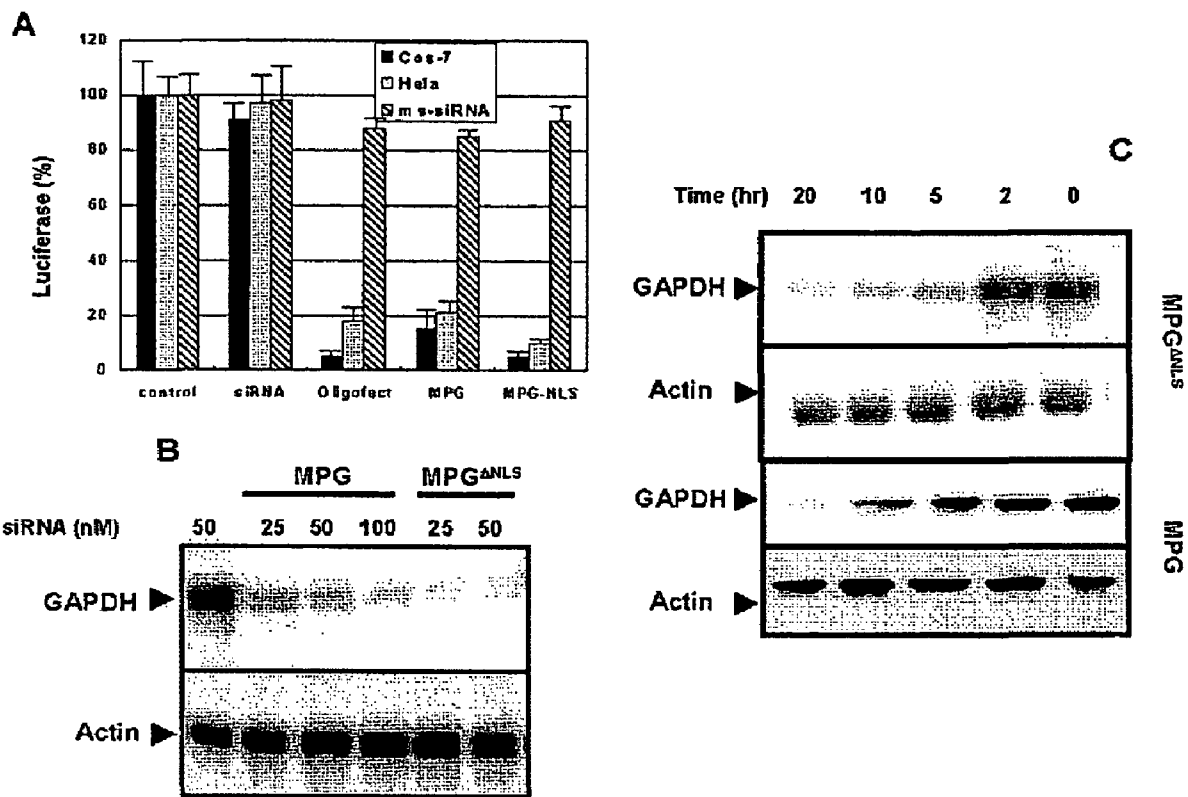 A
120
100
80
60
40
20
0
Luciferase (%)
Cos-7
Hela
ms-siRNA
control siRNA Oligofect MPG MPG-NLS
B
MPG MPGΔNLS
siRNA (nM) 50 25 50 100 25 50
GAPDH
Actin
C
Time (hr) 20 10 5 2 0
GAPDH
Actin
MPGΔNLS
GAPDH
Actin
MPG